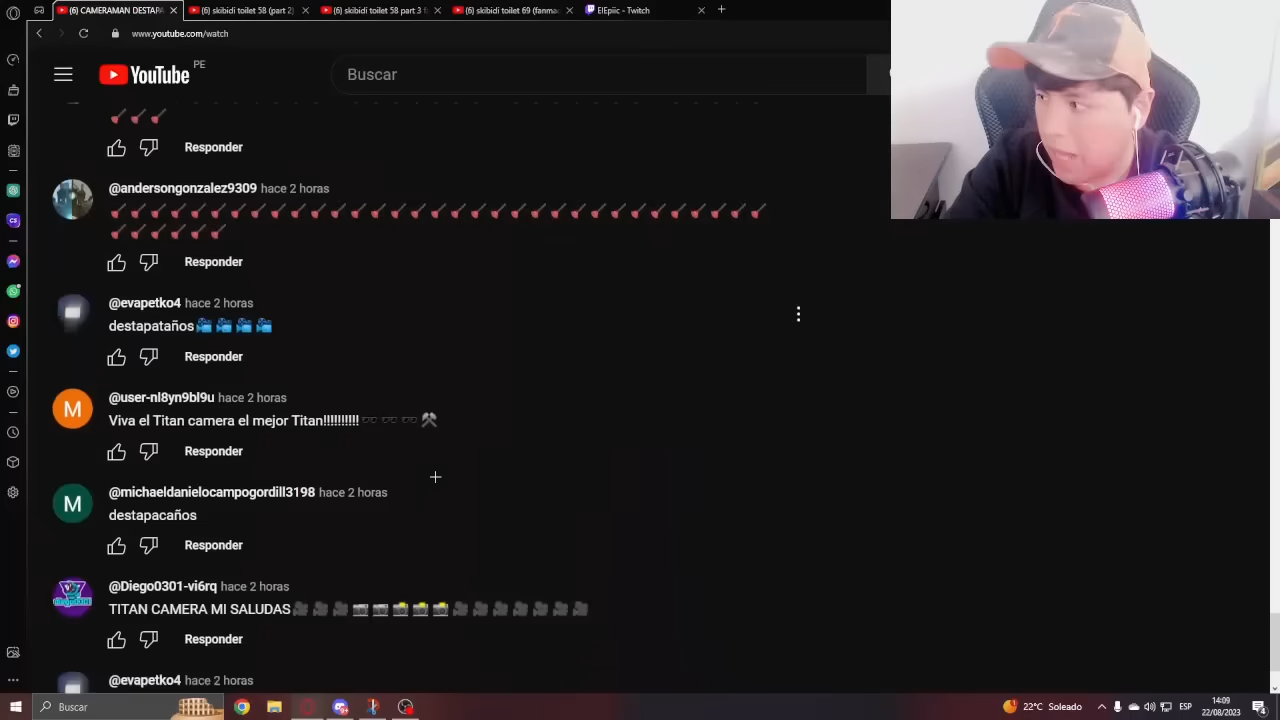 (6) CAMERAMAN DESTAPA
(6) skibidi toilet 58 (part 2)
(6) skibidi toilet 58 part 3 f
(6) skibidi toilet 69 (fanma
ElEpiic - Twitch
www.youtube.com/watch
YouTube PE
Buscar
Responder
@andersongonzalez9309 hace 2 horas
Responder
@evapetko4 hace 2 horas
destapataños
Responder
M
@user-nl8yn9bl9u hace 2 horas
Viva el Titan camera el mejor Titan!!!!!!!!!!
Responder
M
@michaeldanielocampogordill3198 hace 2 horas
destapacaños
Responder
@Diego0301-vi6rq hace 2 horas
TITAN CAMERA MI SALUDAS
Responder
@evapetko4 hace 2 horas
Buscar
22°C Soleado
ESP
14:09
22/08/2023
4